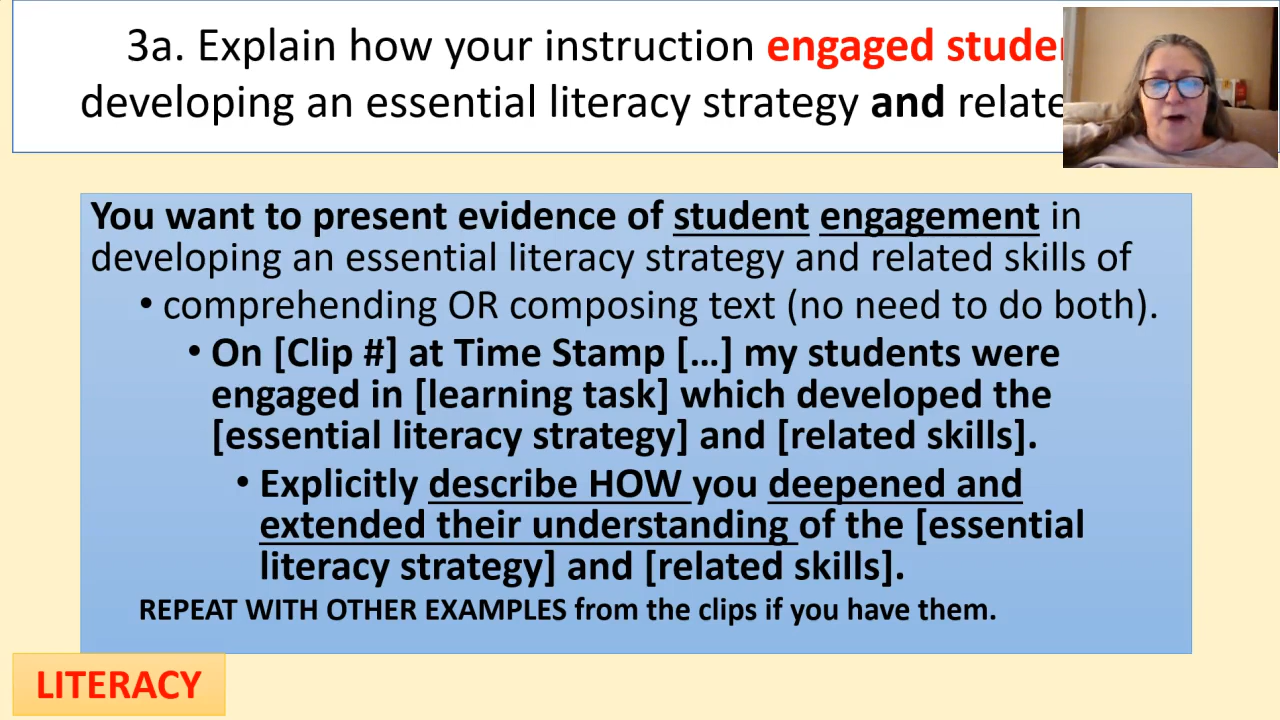 3a. Explain how your instruction engaged
developing an essential literacy strategy and
You want to present evidence of student engagement in
developing an essential literacy strategy and related skills of
• comprehending OR composing text (no need to do both).
• On [Clip #] at Time Stamp [...] my students were
engaged in [learning task] which developed the
[essential literacy strategy] and [related skills].
• Explicitly describe HOW you deepened and
extended their understanding of the [essential
literacy strategy] and [related skills].
REPEAT WITH OTHER EXAMPLES from the clips if you have them.
LITERACY